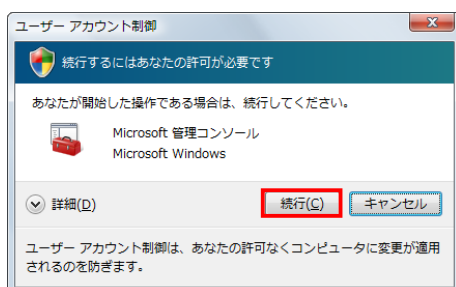 ユーザー アカウント制御
続行するにはあなたの許可が必要です
あなたが開始した操作である場合は、続行してください。
Microsoft 管理コンソール
Microsoft Windows
詳細(D)
続行(C)
キャンセル
ユーザー アカウント制御は、あなたの許可なくコンピュータに変更が適用
されるのを防ぎます。